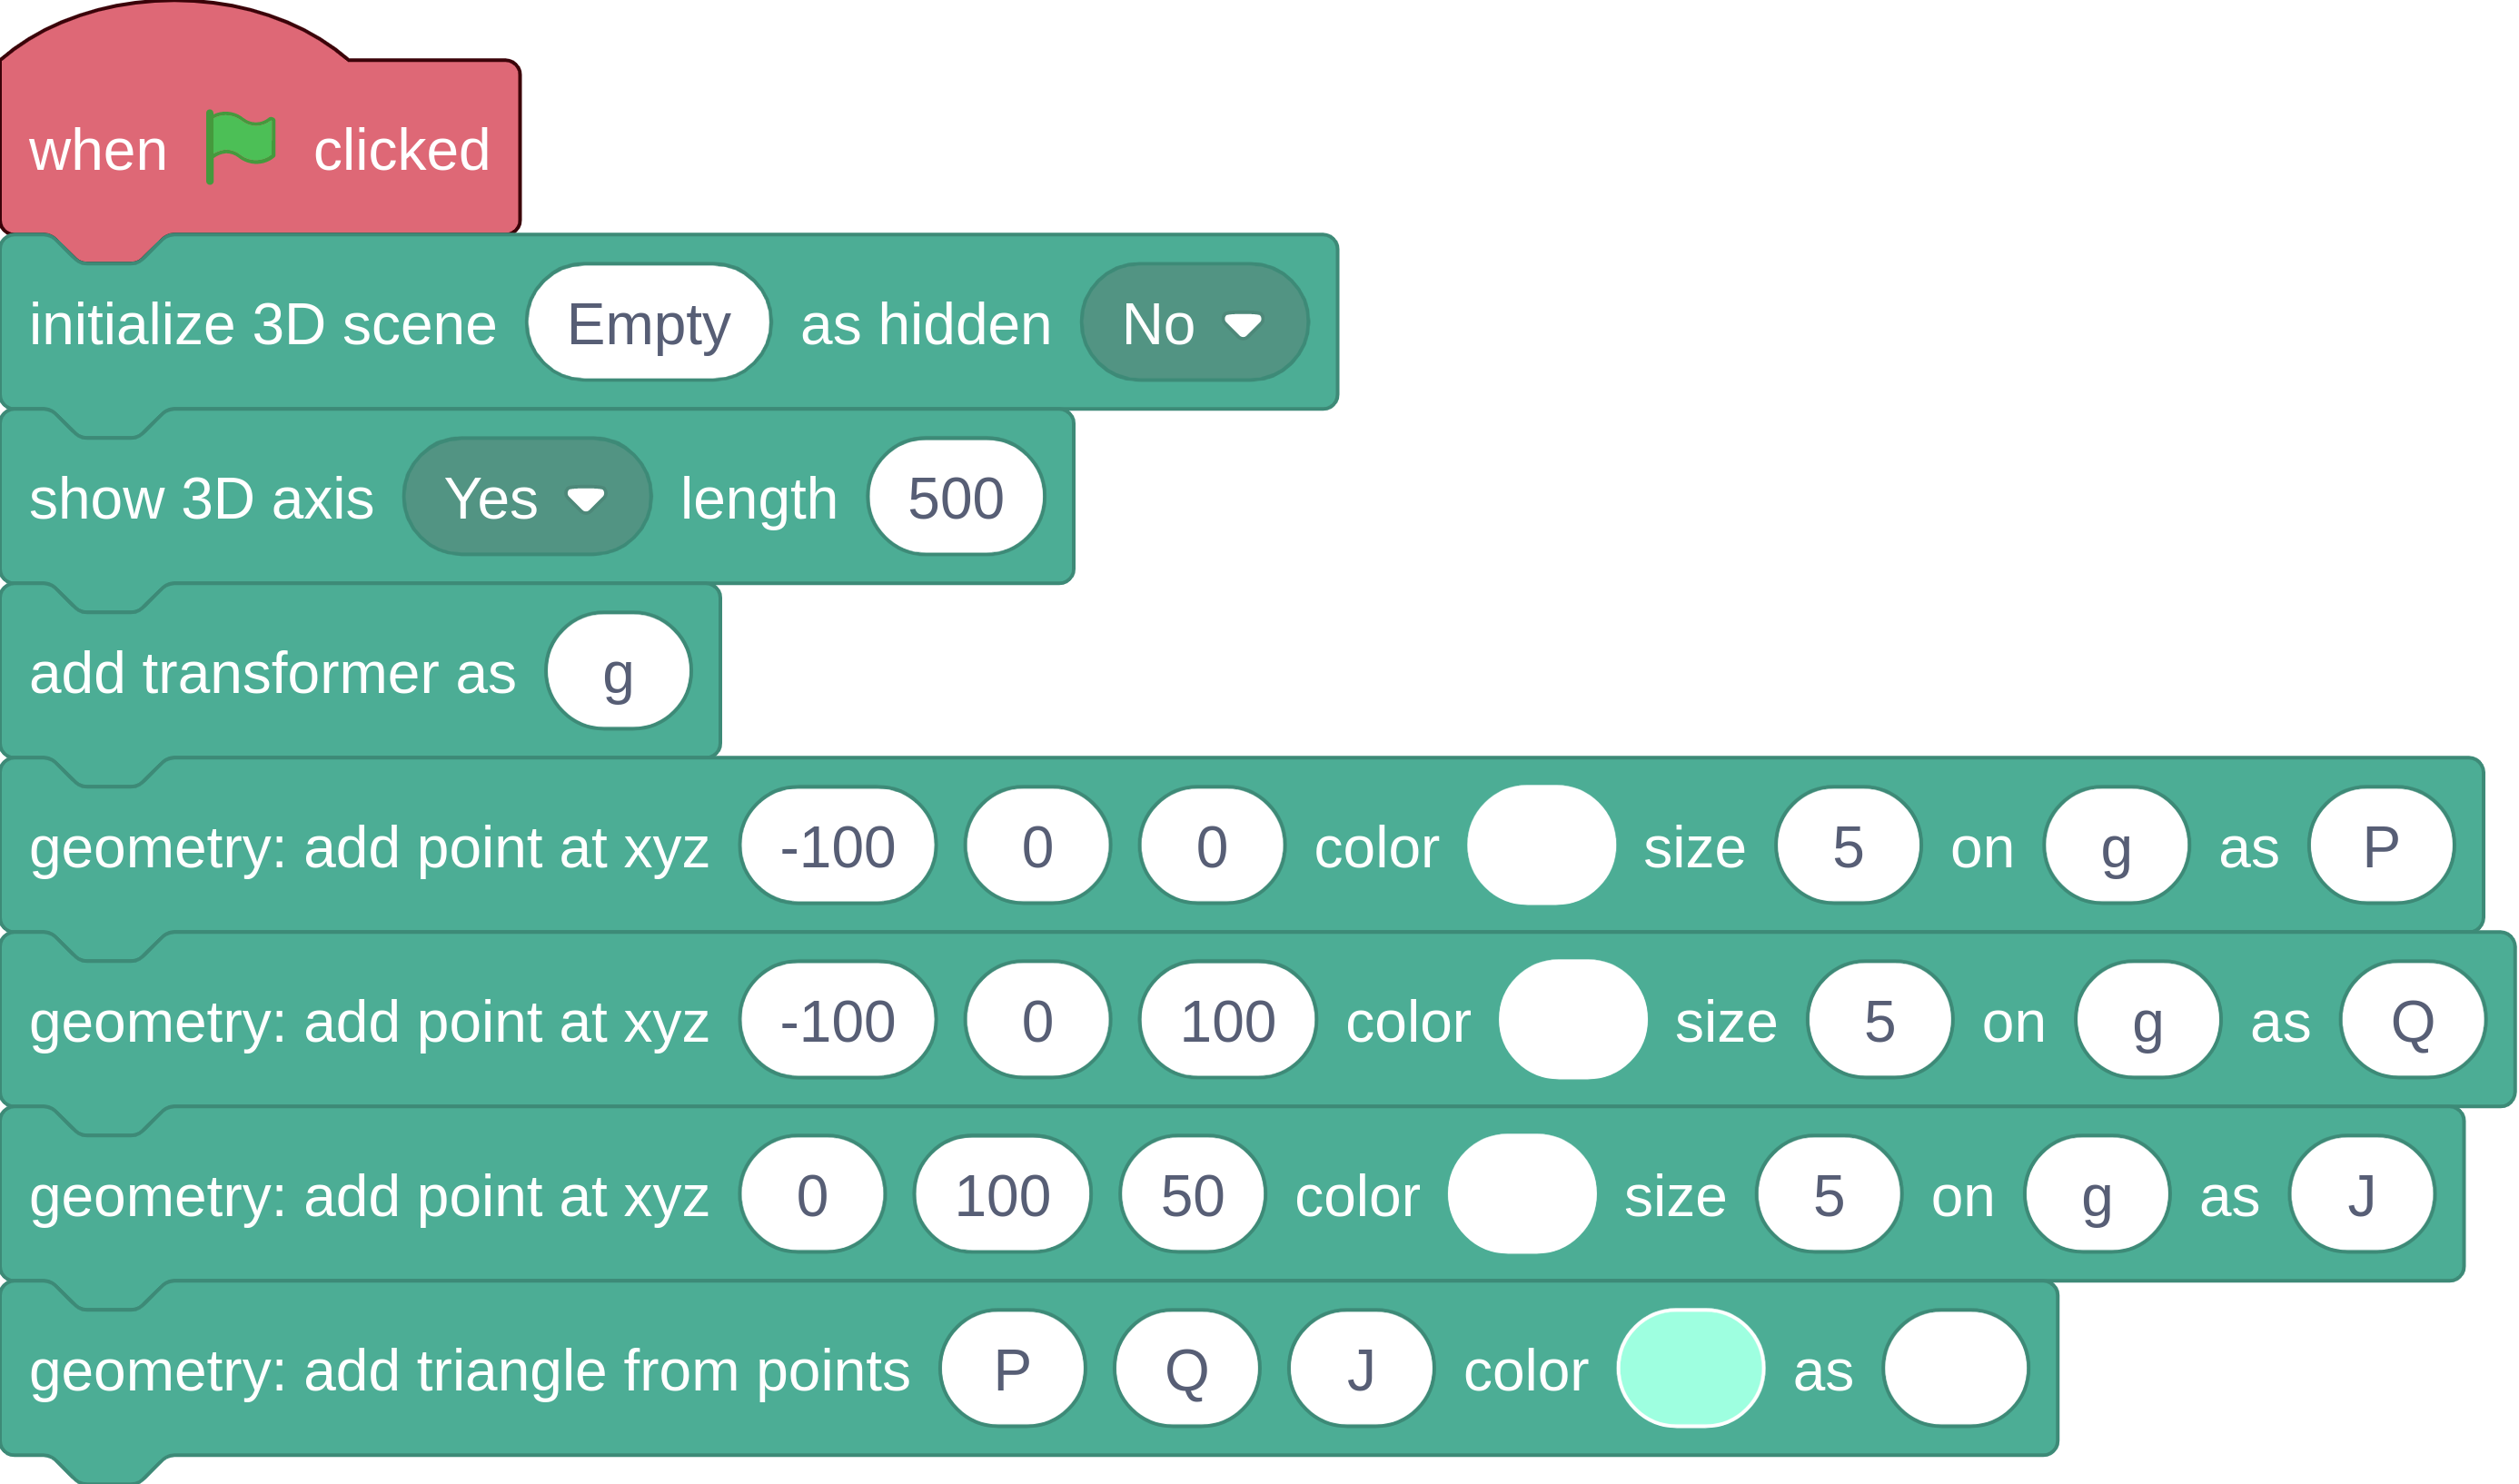 when clicked
initialize 3D scene Empty as hidden No
show 3D axis Yes length 500
add transformer as g
geometry: add point at xyz -100 0 0 color size 5 on g as P
geometry: add point at xyz -100 0 100 color size 5 on g as Q
geometry: add point at xyz 0 100 50 color size 5 on g as J
geometry: add triangle from points P Q J color as